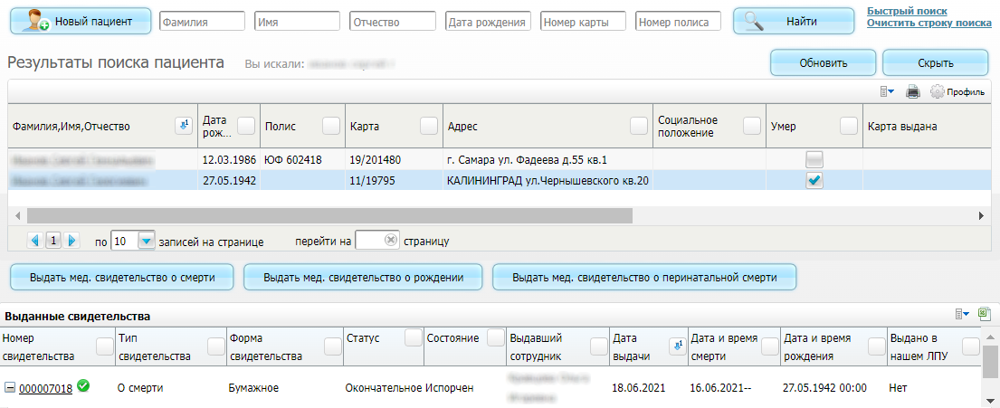 Новый пациент Фамилия Имя Отчество Дата рождения Номер карты Номер полиса Найти Быстрый поиск
Очистить строку поиска
Результаты поиска пациента Вы искали: Обновить Скрыть
Профиль
Фамилия,Имя,Отчество 1 Дата рож... Полис Карта Адрес Социальное положение Умер Карта выдана
12.03.1986 ЮФ 602418 19/201480 г. Самара ул. Фадеева д.55 кв.1
27.05.1942 11/19795 КАЛИНИНГРАД ул.Чернышевского кв.20
1 по 10 записей на странице перейти на страницу
Выдать мед. свидетельство о смерти Выдать мед. свидетельство о рождении Выдать мед. свидетельство о перинатальной смерти
Выданные свидетельства
Номер свидетельства Тип свидетельства Форма свидетельства Статус Состояние Выдавший сотрудник Дата выдачи 1 Дата и время смерти Дата и время рождения Выдано в нашем ЛПУ
000007018 О смерти Бумажное Окончательное Испорчен 18.06.2021 16.06.2021-- 27.05.1942 00:00 Нет